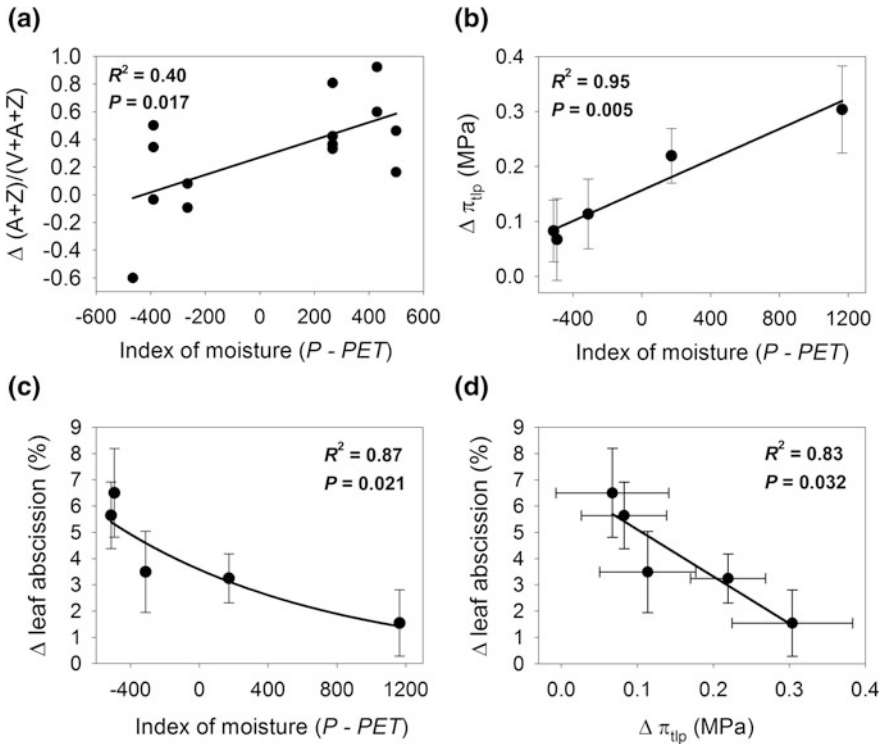 (a)
R² = 0.40
P = 0.017
1.0
0.8
0.6
0.4
0.2
0.0
-0.2
-0.4
-0.6
Δ (A+Z)/(V+A+Z)
-600 -400 -200 0 200 400 600
Index of moisture (P - PET)
(b)
R² = 0.95
P = 0.005
0.4
0.3
0.2
0.1
0.0
Δ π_tlp (MPa)
-400 0 400 800 1200
Index of moisture (P - PET)
(c)
R² = 0.87
P = 0.021
9
8
7
6
5
4
3
2
1
0
Δ leaf abscission (%)
-400 0 400 800 1200
Index of moisture (P - PET)
(d)
R² = 0.83
P = 0.032
9
8
7
6
5
4
3
2
1
0
Δ leaf abscission (%)
0.0 0.1 0.2 0.3 0.4
Δ π_tlp (MPa)